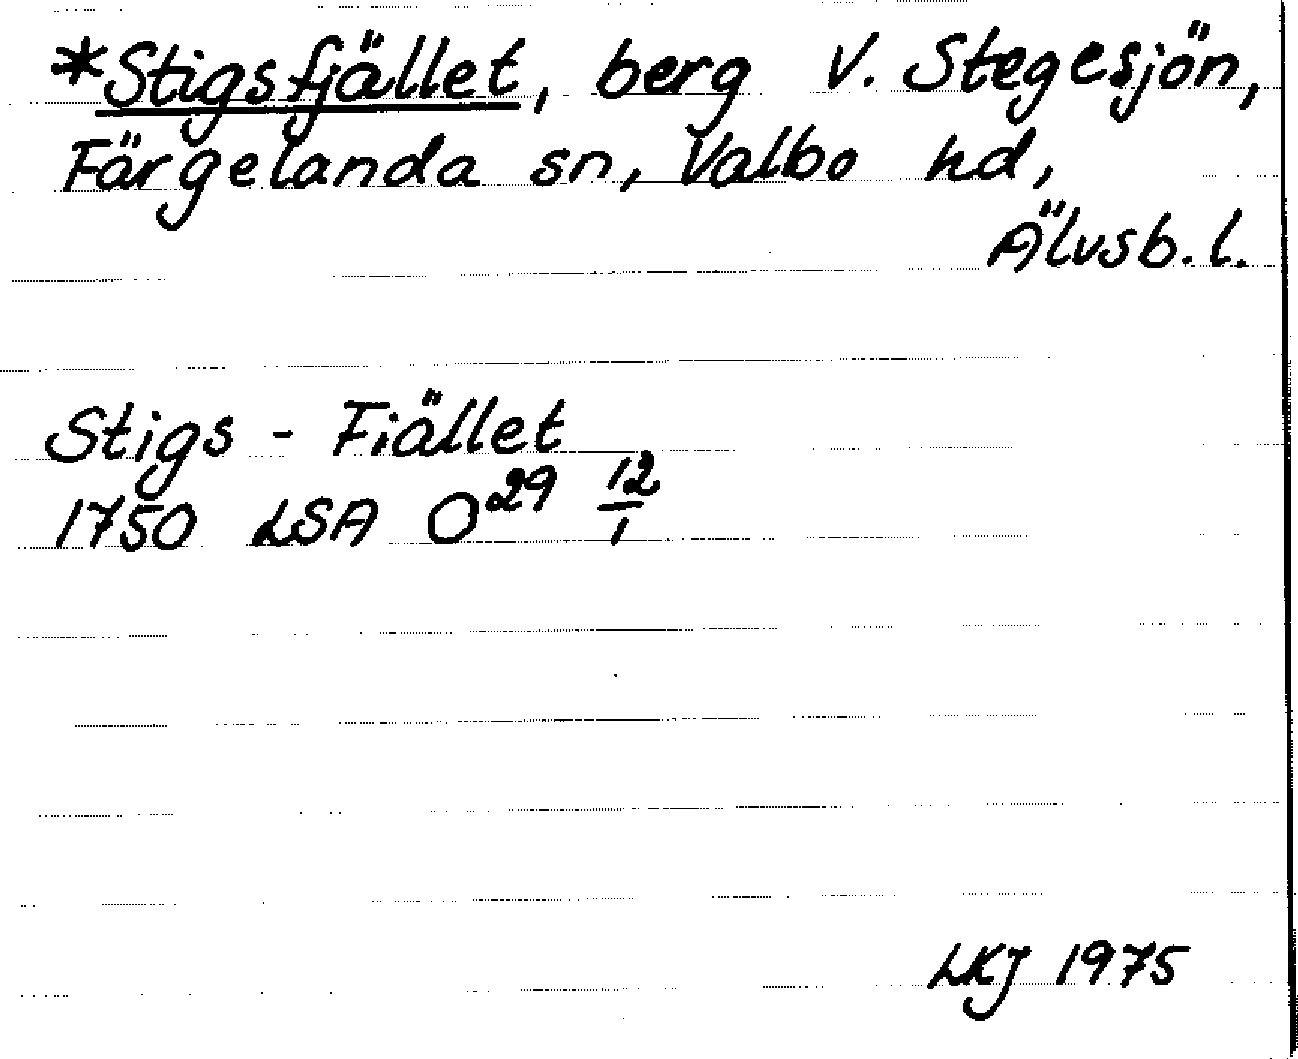 *Stigsfjället, berg V. Stegesjön,
Färgelanda sn, Valbo hd,
Älvsb. l.
Stigs - Fiället
1750 LSA O²⁹ 12/1
LKJ 1975